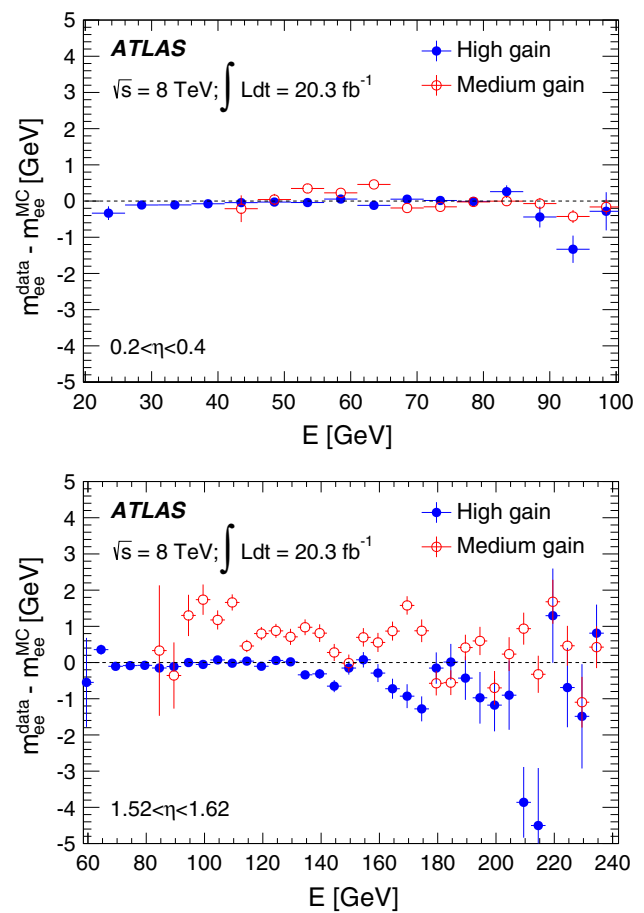 5
4
3
2
1
0
-1
-2
-3
-4
-5
m_ee^data - m_ee^MC [GeV]
ATLAS
√s = 8 TeV; ∫ Ldt = 20.3 fb⁻¹
High gain
Medium gain
0.2<η<0.4
20 30 40 50 60 70 80 90 100
E [GeV]
5
4
3
2
1
0
-1
-2
-3
-4
-5
m_ee^data - m_ee^MC [GeV]
ATLAS
√s = 8 TeV; ∫ Ldt = 20.3 fb⁻¹
High gain
Medium gain
1.52<η<1.62
60 80 100 120 140 160 180 200 220 240
E [GeV]